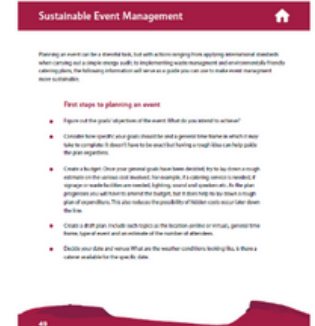 Sustainable Event Management
Planning an event can be a stressful task, but with actions ranging from applying international standards
when carrying out a simple energy audit, to implementing waste managment and environmentally friendly
catering plans, the following information will serve as a guide you can use to make event managment
more sustainable.
First steps to planning an event
Figure out the goals/ objectives of the event What do you intend to achieve?
Consider how specific your goals should be and a general time frame in which it may
take to complete. It doesn't have to be exact but having a rough idea can help guide
the plan regardless.
Create a budget. Once your general goals have been decided, try to lay down a rough
estimate on the various cost involved. For example, if a catering service is needed, if
signage or waste facilities are needed, lighting, sound and speakers etc. As the plan
progresses you will have to amend the budget, but it does help to lay down a rough
plan of expenditures. This also reduces the possibility of hidden costs occur later down
the line.
Create a draft plan. Include such topics as the location (online or virtual), general time
frame, type of event and an estimate of the number of attendees.
Decide your date and venue What are the weather conditions looking like, is there a
caterer available for the specific date.
49